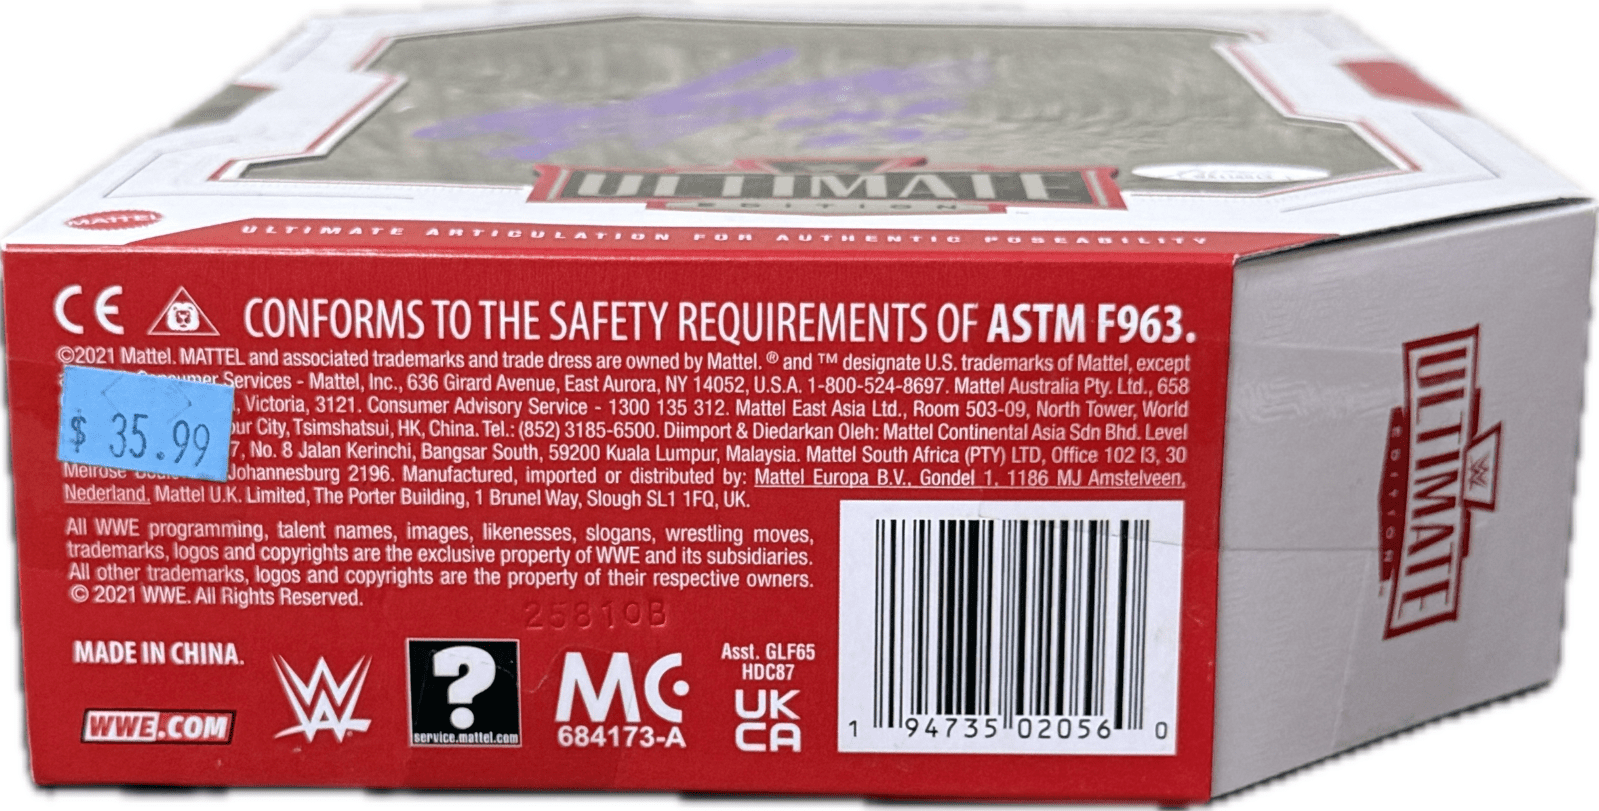 ULTIMATE
EDITION
MATTEL
ULTIMATE ARTICULATION FOR AUTHENTIC POSEABILITY
CE CONFORMS TO THE SAFETY REQUIREMENTS OF ASTM F963.
©2021 Mattel. MATTEL and associated trademarks and trade dress are owned by Mattel. ® and ™ designate U.S. trademarks of Mattel, except
Services - Mattel, Inc., 636 Girard Avenue, East Aurora, NY 14052, U.S.A. 1-800-524-8697. Mattel Australia Pty. Ltd., 658
Victoria, 3121. Consumer Advisory Service - 1300 135 312. Mattel East Asia Ltd., Room 503-09, North Tower, World
City, Tsimshatsui, HK, China. Tel.: (852) 3185-6500. Diimport & Diedarkan Oleh: Mattel Continental Asia Sdn Bhd. Level
7, No. 8 Jalan Kerinchi, Bangsar South, 59200 Kuala Lumpur, Malaysia. Mattel South Africa (PTY) LTD, Office 102 I3, 30
Melrose Johannesburg 2196. Manufactured, imported or distributed by: Mattel Europa B.V., Gondel 1, 1186 MJ Amstelveen,
Nederland. Mattel U.K. Limited, The Porter Building, 1 Brunel Way, Slough SL1 1FQ, UK.
$ 35.99
All WWE programming, talent names, images, likenesses, slogans, wrestling moves,
trademarks, logos and copyrights are the exclusive property of WWE and its subsidiaries.
All other trademarks, logos and copyrights are the property of their respective owners.
© 2021 WWE. All Rights Reserved.
25810B
MADE IN CHINA.
WWE.COM
W
?
service.mattel.com
MC
684173-A
Asst. GLF65
HDC87
UK
CA
1 94735 02056 0
ULTIMATE
EDITION